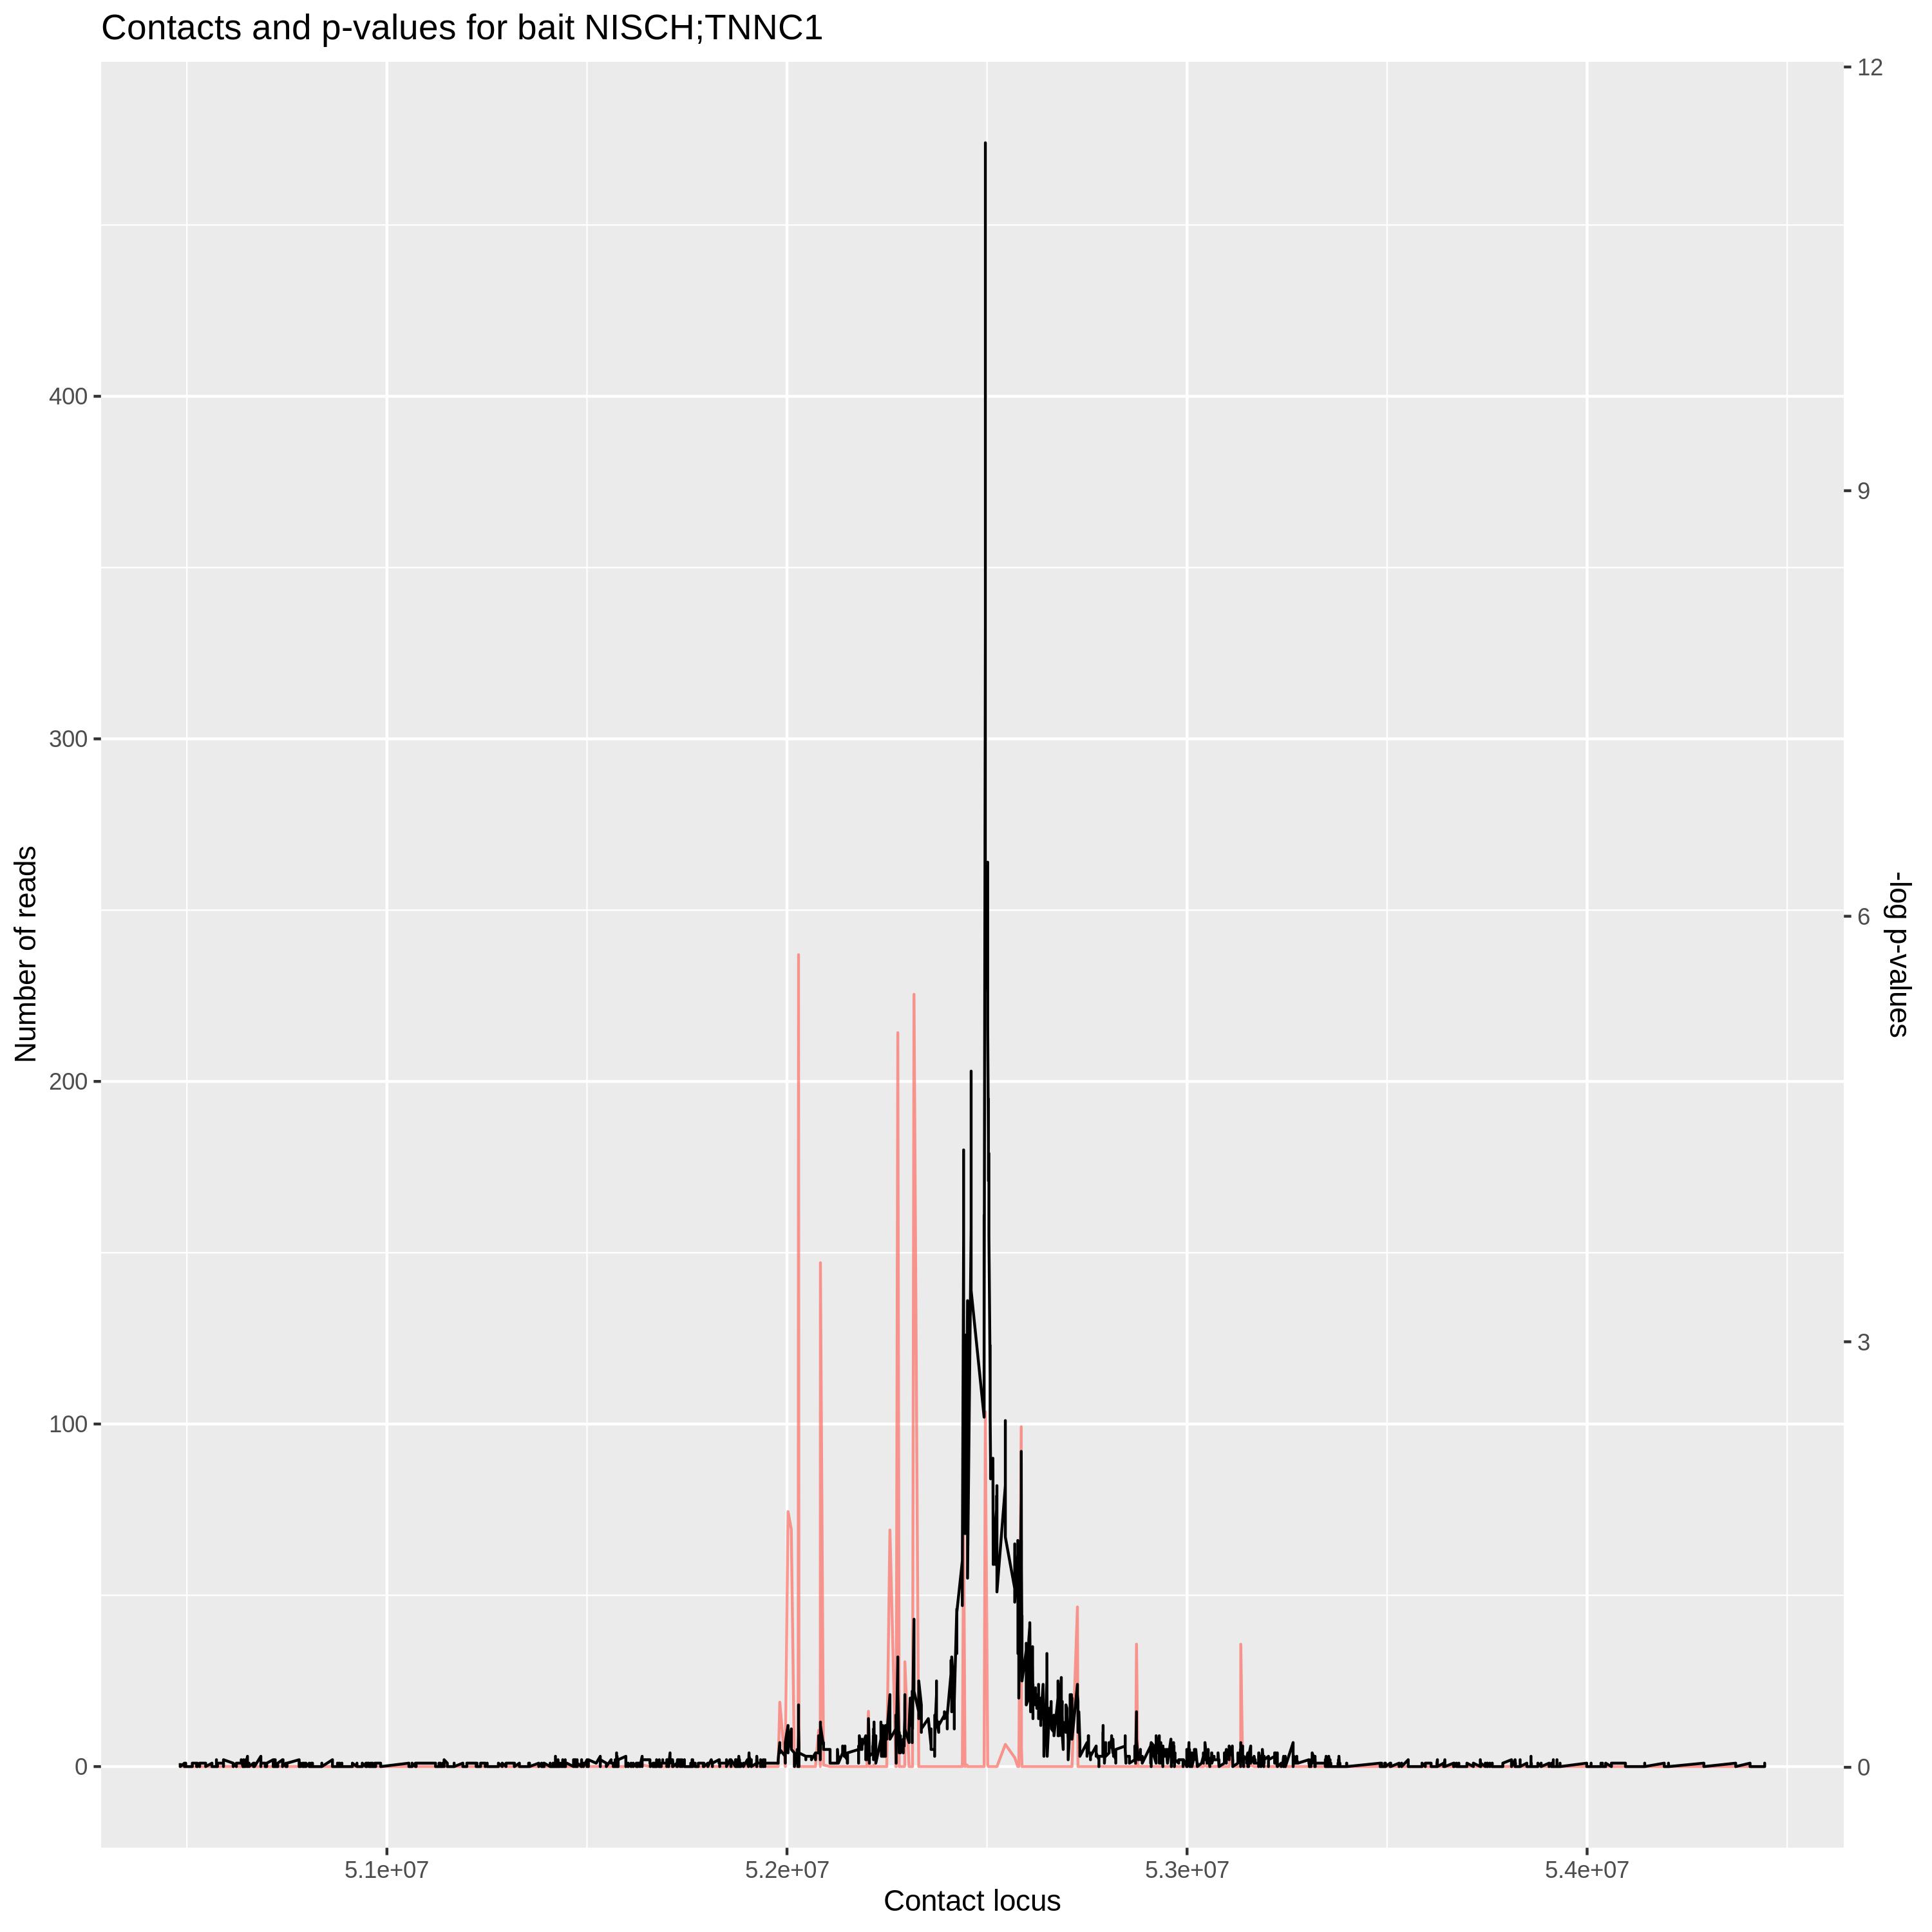 Contacts and p-values for bait NISCH;TNNC1
12
9
6
3
0
-log p-values
400
300
200
100
0
Number of reads
5.1e+07
5.2e+07
5.3e+07
5.4e+07
Contact locus